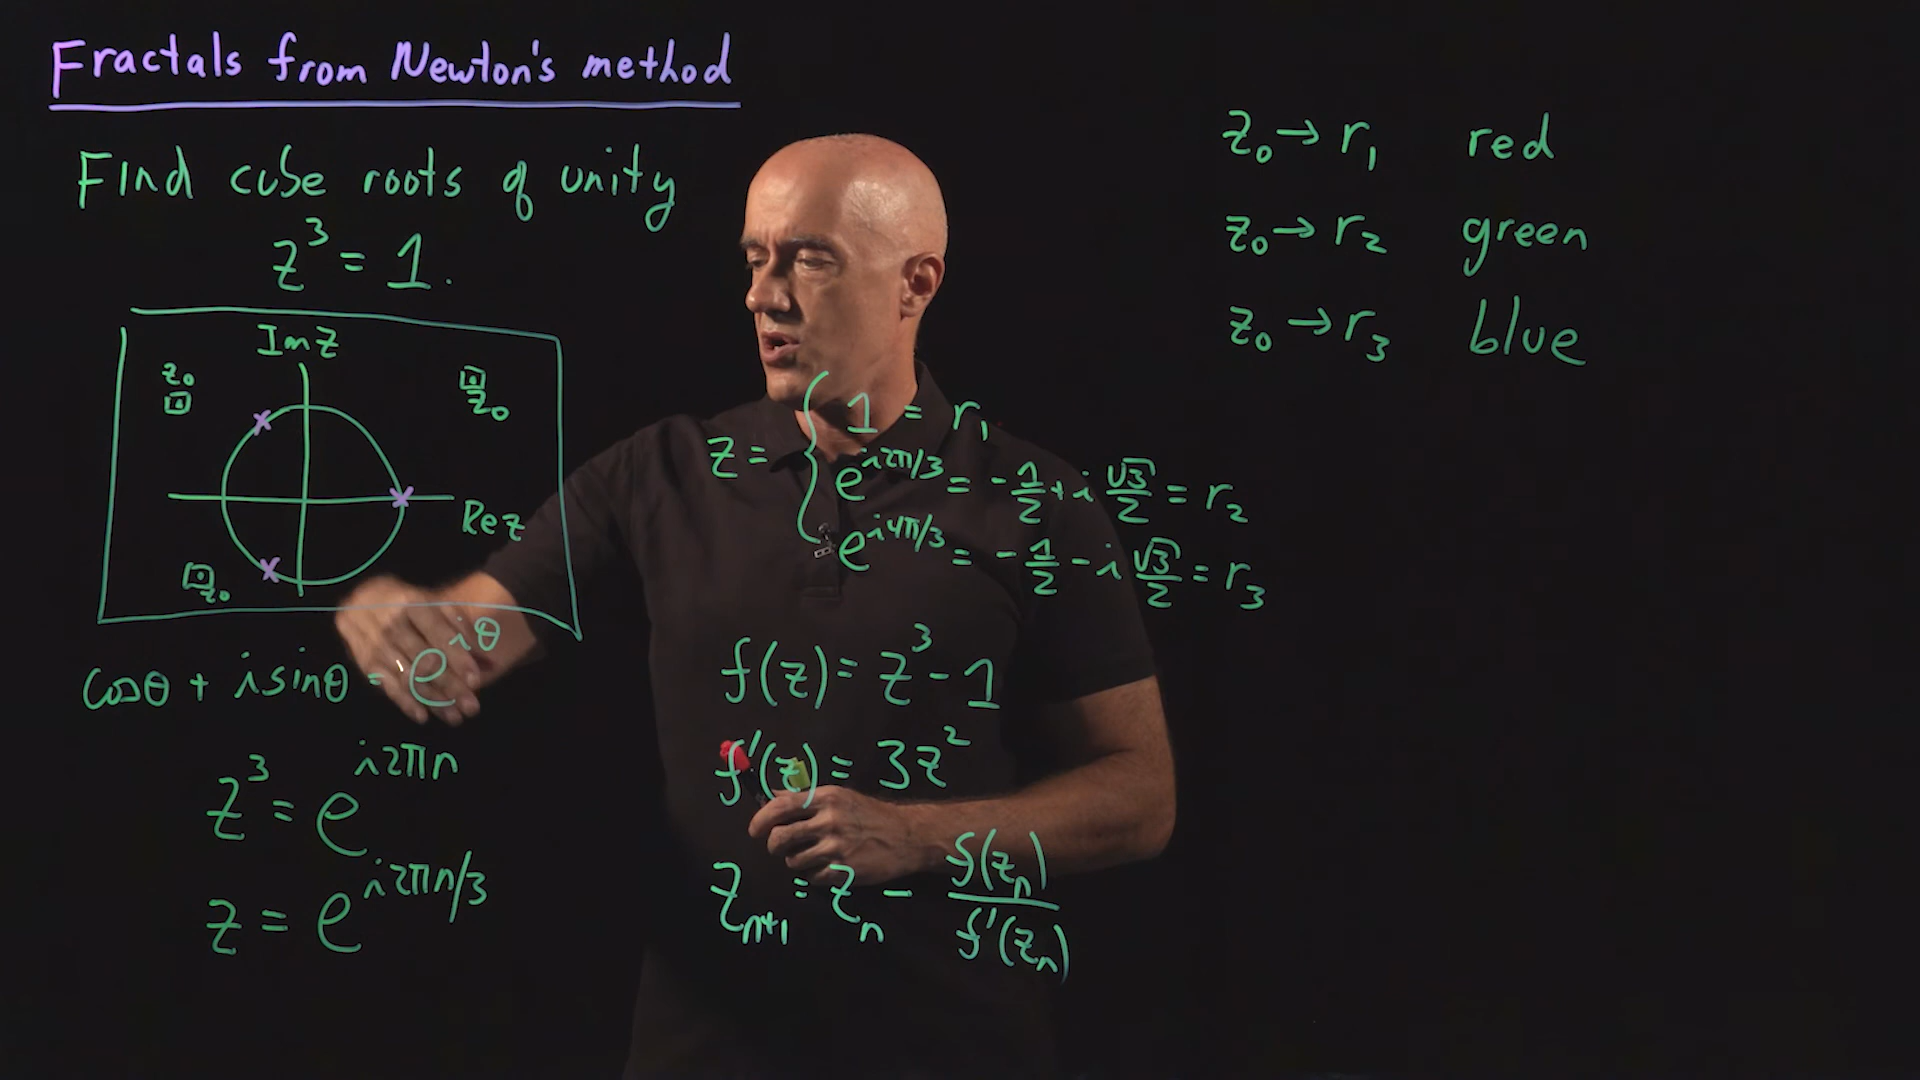 Fractals from Newton's method
Find cube roots of unity
z³ = 1.
Im z
z₀
z₀
Re z
z₀
cosθ + i sinθ = e^{iθ}
z³ = e^{i2πn}
z = e^{i2πn/3}
z = { 1 = r₁
e^{i2π/3} = -1/2 + i √3/2 = r₂
e^{i4π/3} = -1/2 - i √3/2 = r₃
f(z) = z³ - 1
f'(z) = 3z²
z_{n+1} = z_n - f(z_n)/f'(z_n)
z₀ → r₁ red
z₀ → r₂ green
z₀ → r₃ blue